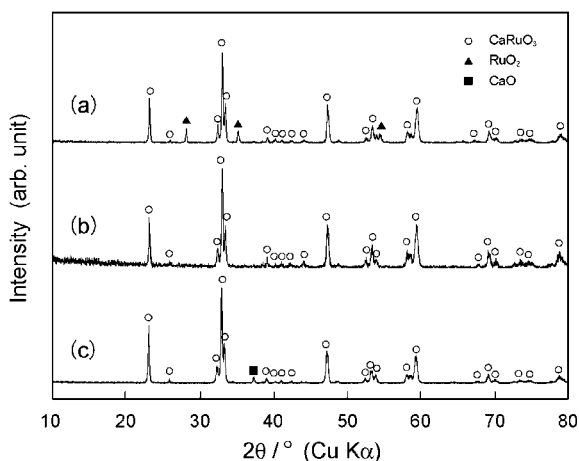 CaRuO₃
RuO₂
CaO
(a)
(b)
(c)
Intensity (arb. unit)
10 20 30 40 50 60 70 80
2θ / ° (Cu Kα)